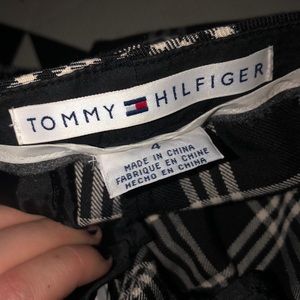 TOMMY HILFIGER
4
MADE IN CHINA
FABRIQUE EN CHINE
HECHO EN CHINA